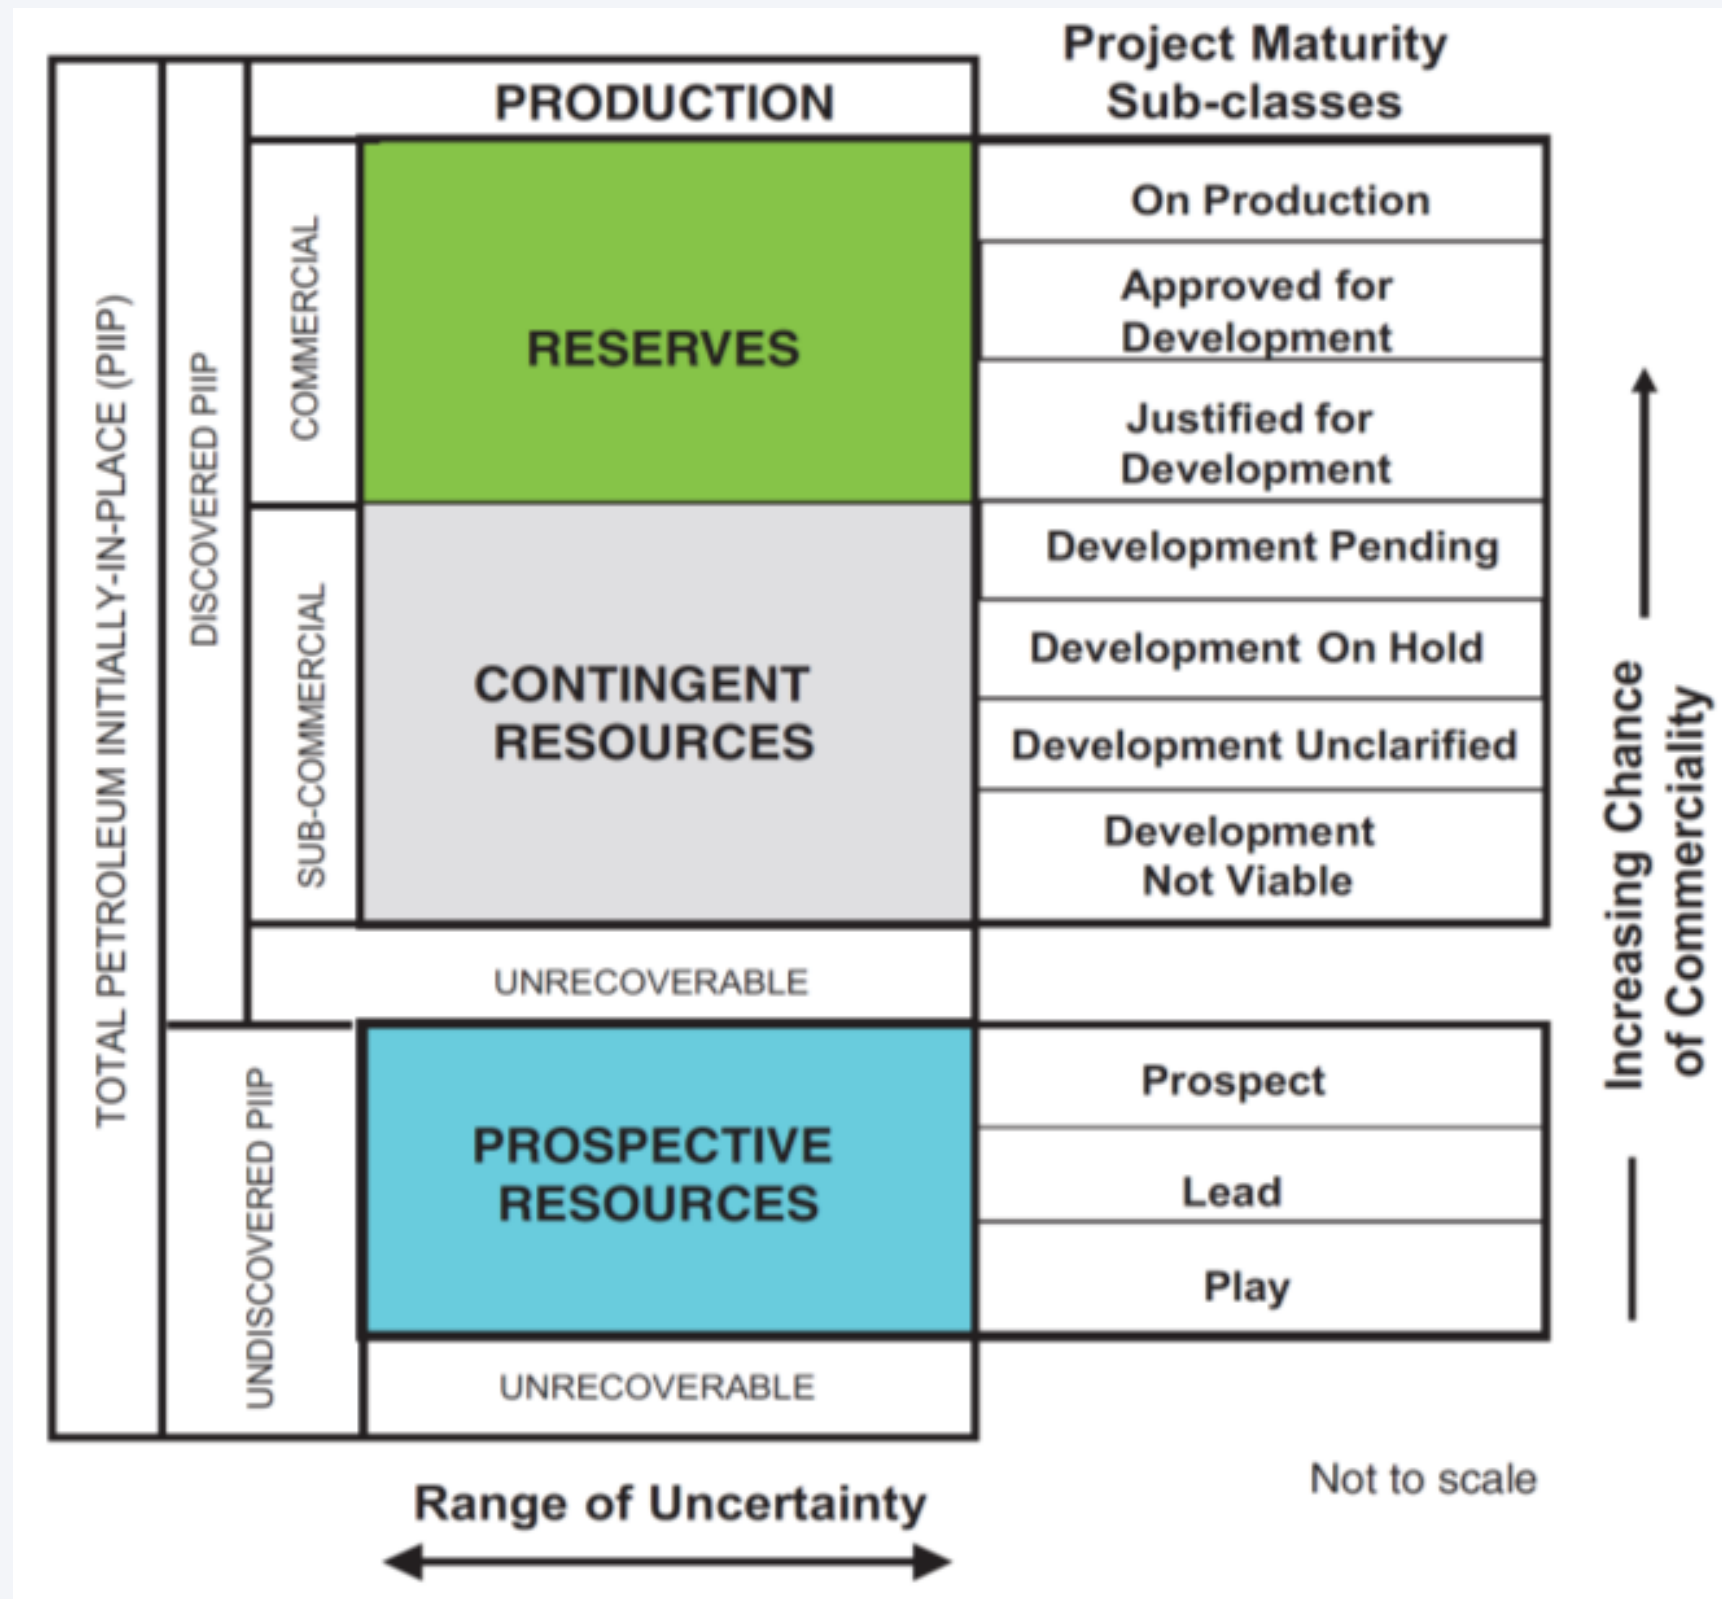 Project Maturity
Sub-classes
PRODUCTION
TOTAL PETROLEUM INITIALLY-IN-PLACE (PIIP)
DISCOVERED PIIP
COMMERCIAL
RESERVES
On Production
Approved for
Development
Justified for
Development
SUB-COMMERCIAL
CONTINGENT
RESOURCES
Development Pending
Development On Hold
Development Unclarified
Development
Not Viable
UNRECOVERABLE
UNDISCOVERED PIIP
PROSPECTIVE
RESOURCES
Prospect
Lead
Play
UNRECOVERABLE
Increasing Chance
of Commerciality
Range of Uncertainty
Not to scale